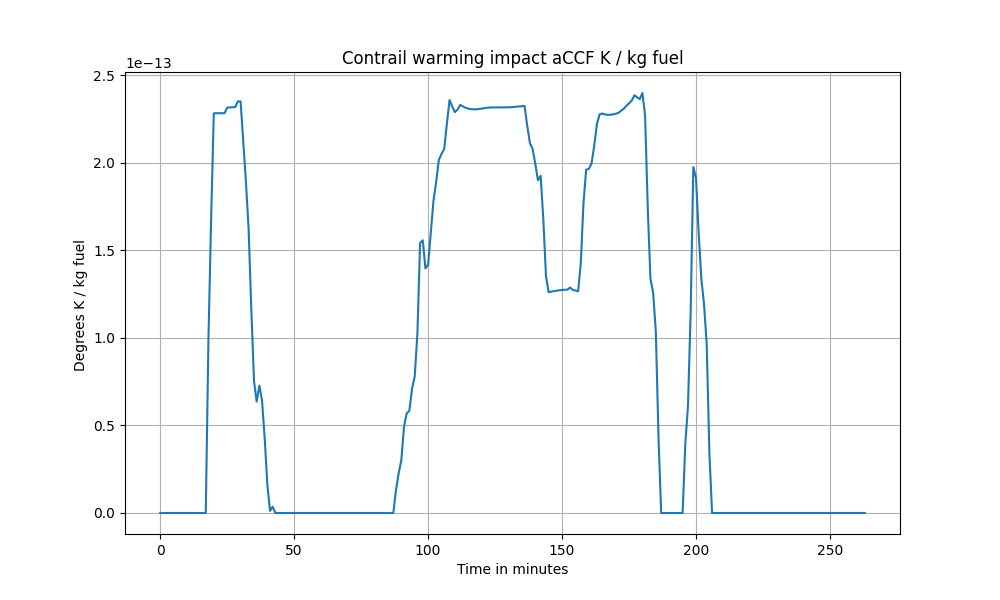 Contrail warming impact aCCF K / kg fuel
1e−13
2.5
2.0
1.5
1.0
0.5
0.0
Degrees K / kg fuel
0 50 100 150 200 250
Time in minutes